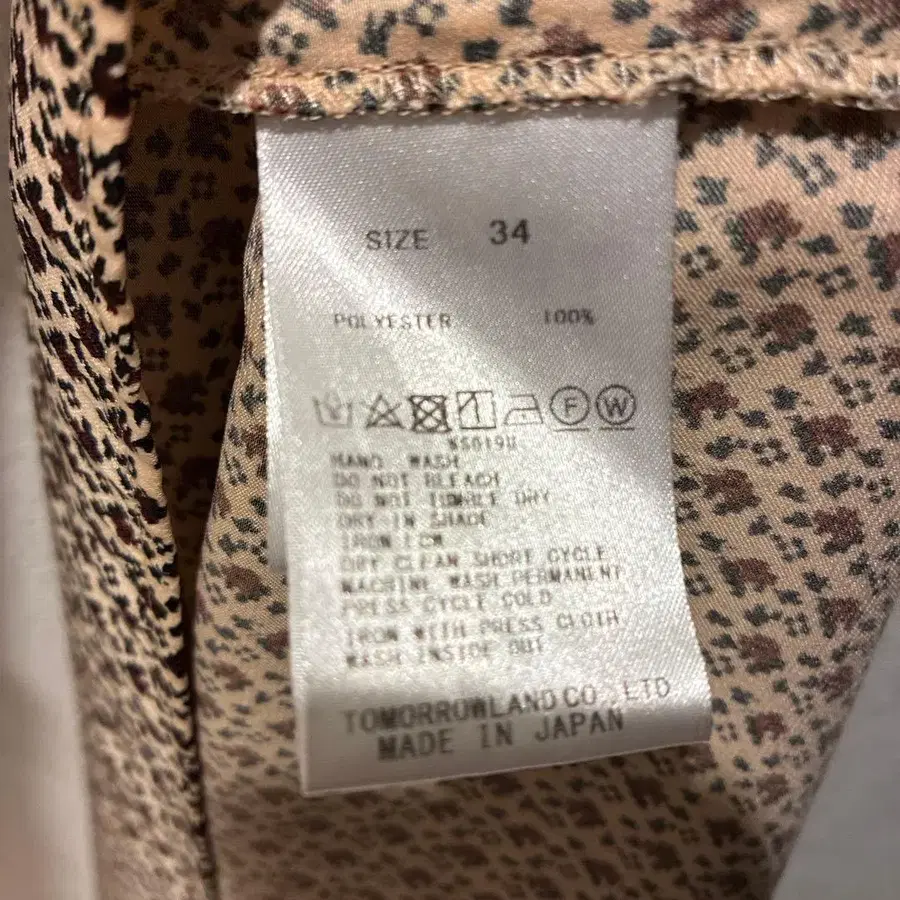 SIZE 34
POLYESTER 100%
F W
HAND WASH
DO NOT BLEACH
DO NOT TUMBLE DRY
DRY IN SHADE
IRON LOW
DRY CLEAN SHORT CYCLE
MACHINE WASH PERMANENT
PRESS CYCLE COLD
IRON WITH PRESS CLOTH
WASH INSIDE OUT
TOMORROWLAND CO., LTD
MADE IN JAPAN